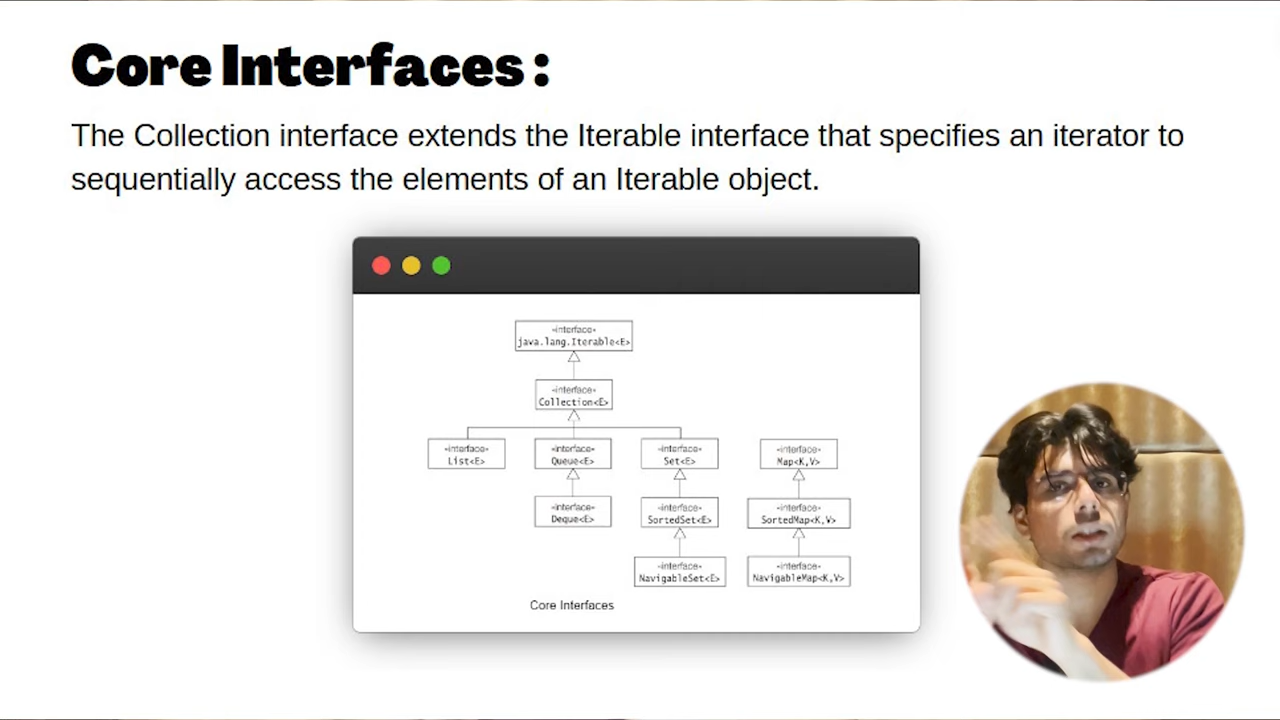 Core Interfaces :
The Collection interface extends the Iterable interface that specifies an iterator to
sequentially access the elements of an Iterable object.
«interface»
java.lang.Iterable<E>
«interface»
Collection<E>
«interface»
List<E>
«interface»
Queue<E>
«interface»
Set<E>
«interface»
Map<K,V>
«interface»
Deque<E>
«interface»
SortedSet<E>
«interface»
SortedMap<K,V>
«interface»
NavigableSet<E>
«interface»
NavigableMap<K,V>
Core Interfaces